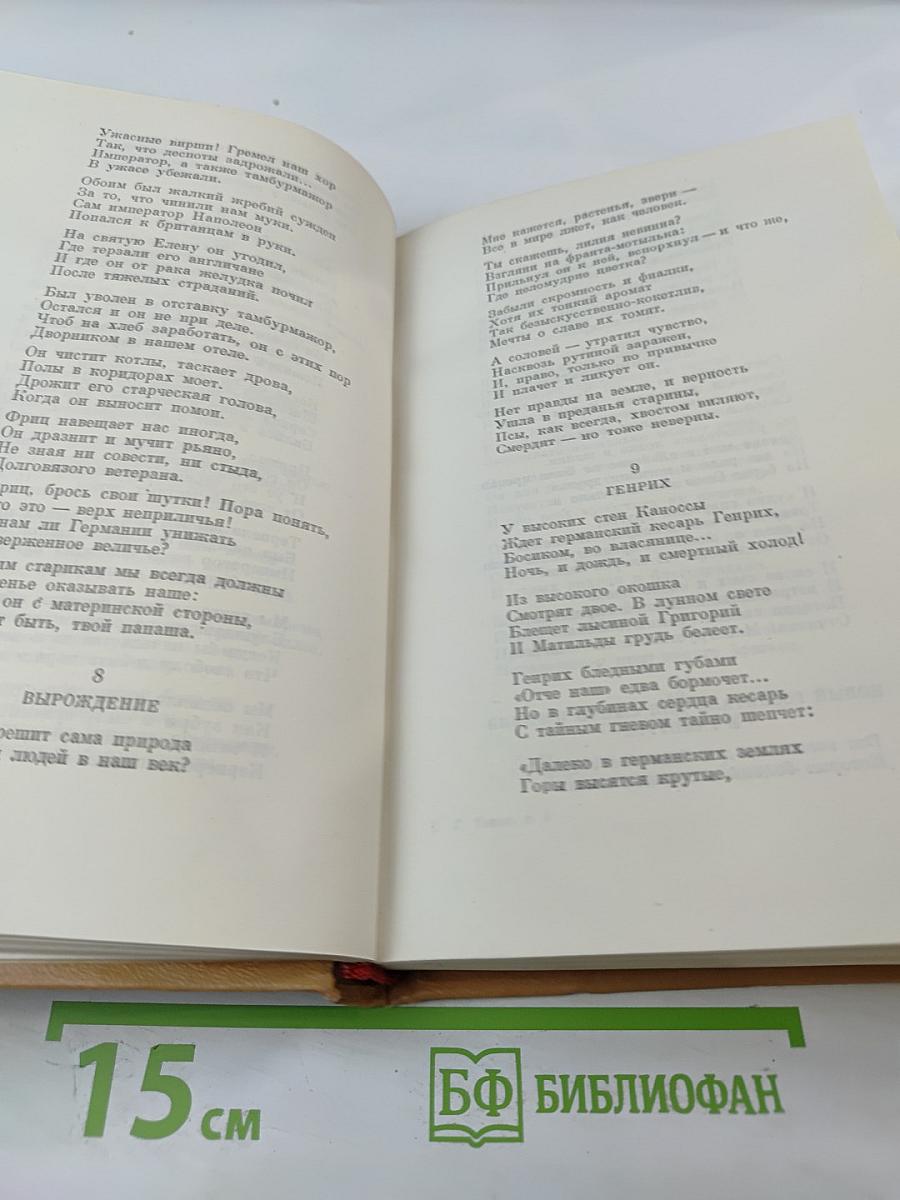 Ужасные вирши! Гремел наш хор
Так, что деспоты задрожали...
Император, а также тамбурмажор
В ужасе убежали.
Обоим был жалкий жребий сужден
За то, что чинили нам муки.
Сам император Наполеон
Попался к британцам в руки.
На святую Елену он угодил,
Где терзали его англичане
И где он от рака желудка почил
После тяжелых страданий.
Был уволен в отставку тамбурмажор,
Остался и он не при деле.
Чтоб на хлеб заработать, он с этих пор
Дворником в нашем отеле.
Он чистит котлы, таскает дрова,
Полы в коридорах моет.
Дрожит его старческая голова,
Когда он выносит помои.
Фриц навещает нас иногда,
Он дразнит и мучит рьяно,
Не зная ни совести, ни стыда,
Долговязого ветерана.
риц, брось свои шутки! Пора понять,
о это — верх неприличья!
нам ли Германии унижать
верженное величье?
им старикам мы всегда должны
енье оказывать наше:
он с материнской стороны,
т быть, твой папаша.
8
ВЫРОЖДЕНИЕ
решит сама природа
людей в наш век?
Мне кажется, растенья, звери —
Все в мире лжет, как человек.
Ты скажешь, лилия невинна?
Взгляни на франта-мотылька:
Прильнул он к ней, вспорхнул — и что же,
Где целомудрие цветка?
Забыли скромность и фиалки,
Хотя их тонкий аромат
Так безыскусственно-кокетлив,
Мечты о славе их томят.
А соловей — утратил чувство,
Насквозь рутиной заражен,
И, право, только по привычке
И плачет и ликует он.
Нет правды на земле, и верность
Ушла в преданья старины,
Псы, как всегда, хвостом виляют,
Смердят — но тоже неверны.
9
ГЕНРИХ
У высоких стен Каноссы
Ждет германский кесарь Генрих,
Босиком, во власянице...
Ночь, и дождь, и смертный холод!
Из высокого окошка
Смотрят двое. В лунном свете
Блещет лысиной Григорий
И Матильды грудь белеет.
Генрих бледными губами
«Отче наш» едва бормочет...
Но в глубинах сердца кесарь
С тайным гневом тайно шепчет:
«Далеко в германских землях
Горы высятся крутые,
15 см
БФ БИБЛИОФАН